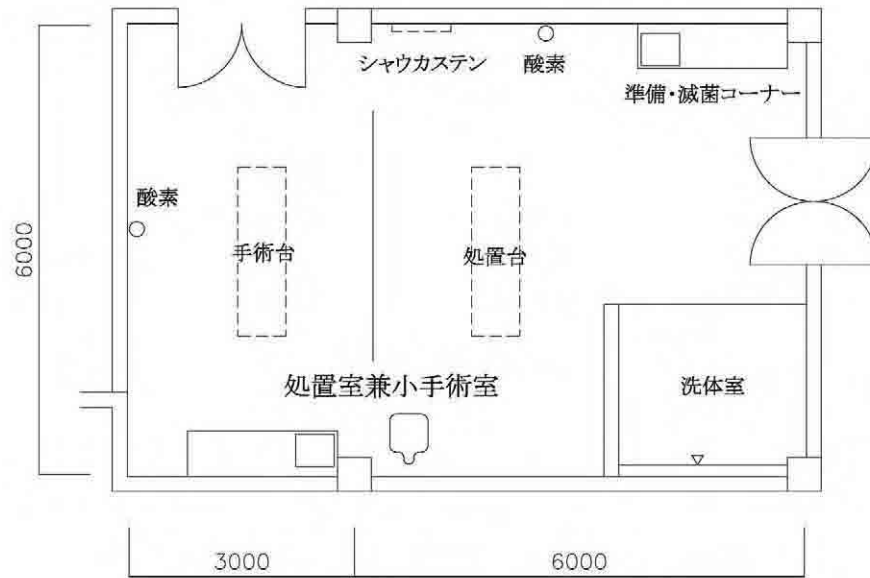 シャウカステン
酸素
準備・滅菌コーナー
酸素
手術台
処置台
6000
処置室兼小手術室
洗体室
3000
6000